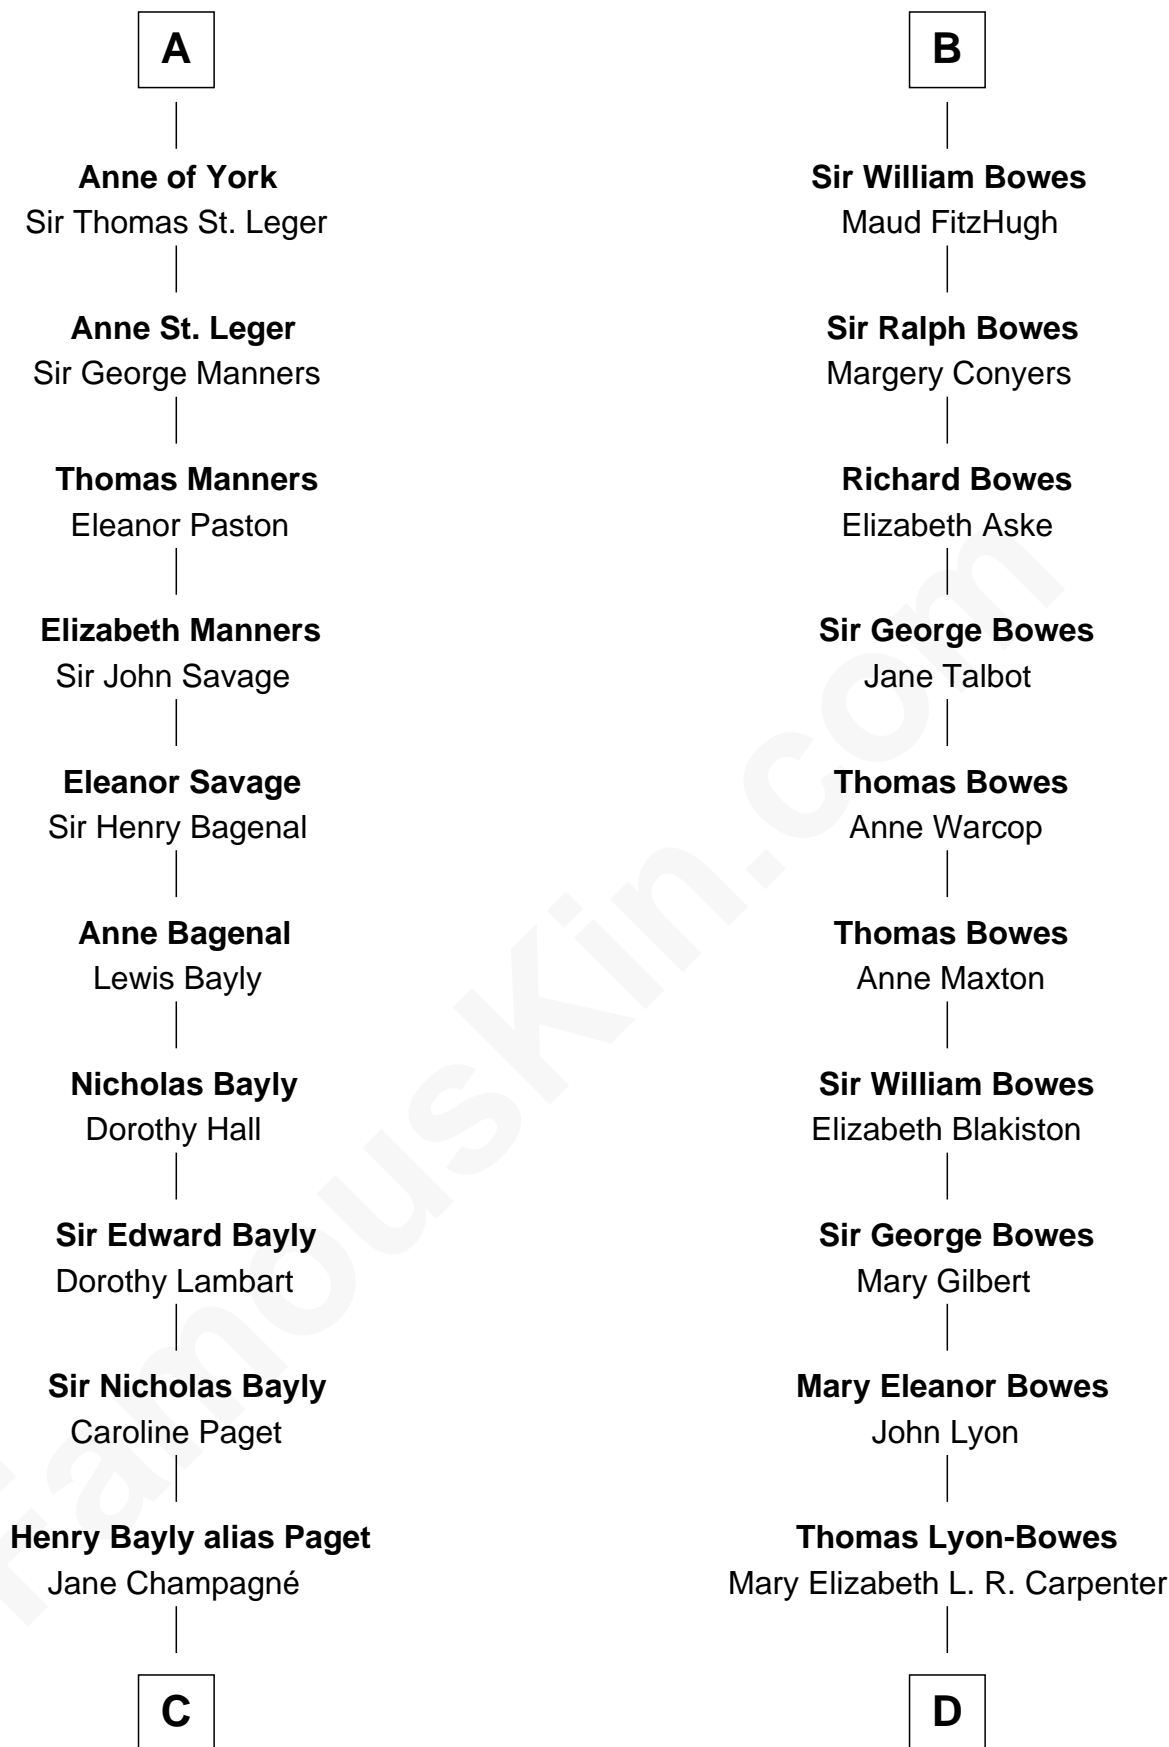 A
Anne of York
Sir Thomas St. Leger
Anne St. Leger
Sir George Manners
Thomas Manners
Eleanor Paston
Elizabeth Manners
Sir John Savage
Eleanor Savage
Sir Henry Bagenal
Anne Bagenal
Lewis Bayly
Nicholas Bayly
Dorothy Hall
Sir Edward Bayly
Dorothy Lambart
Sir Nicholas Bayly
Caroline Paget
Henry Bayly alias Paget
Jane Champagné
C
B
Sir William Bowes
Maud FitzHugh
Sir Ralph Bowes
Margery Conyers
Richard Bowes
Elizabeth Aske
Sir George Bowes
Jane Talbot
Thomas Bowes
Anne Warcop
Thomas Bowes
Anne Maxton
Sir William Bowes
Elizabeth Blakiston
Sir George Bowes
Mary Gilbert
Mary Eleanor Bowes
John Lyon
Thomas Lyon-Bowes
Mary Elizabeth L. R. Carpenter
D
FamousKin.com